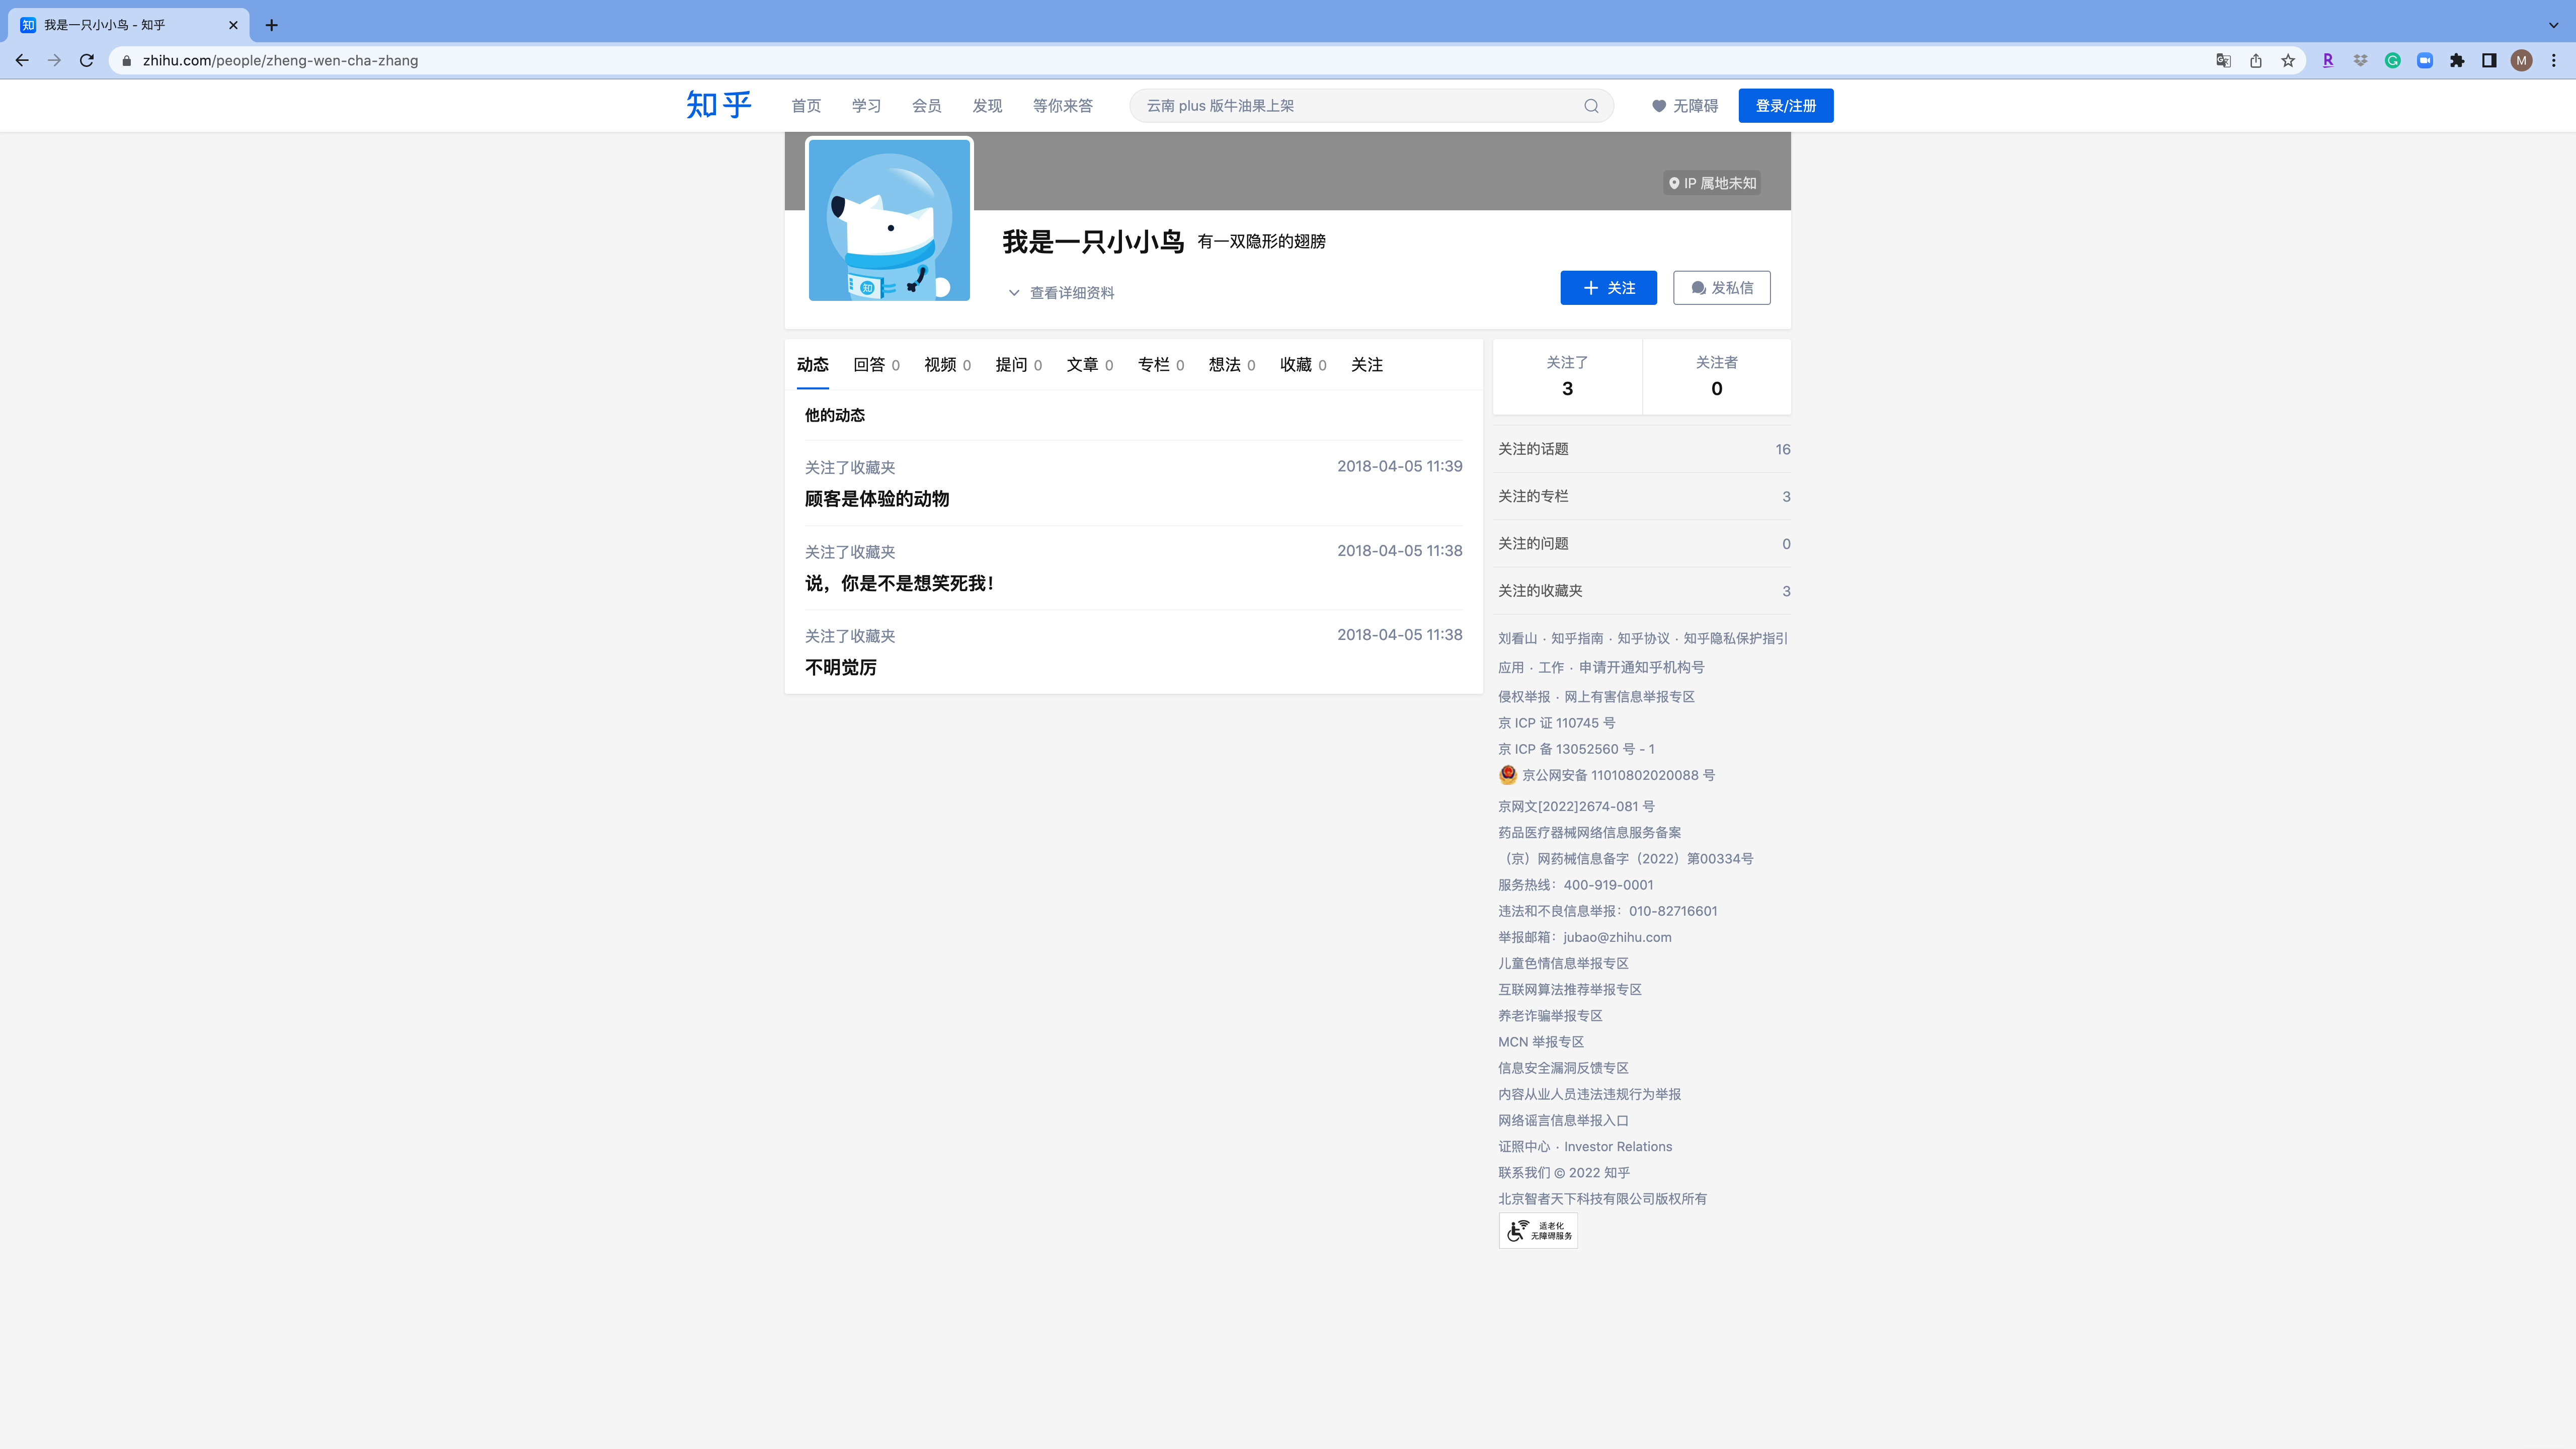 知 我是一只小小鸟 - 知乎
zhihu.com/people/zheng-wen-cha-zhang
R
M
知乎 首页 学习 会员 发现 等你来答 云南 plus 版牛油果上架 无障碍 登录/注册
IP 属地未知
知
我是一只小小鸟 有一双隐形的翅膀
查看详细资料
关注 发私信
动态 回答 0 视频 0 提问 0 文章 0 专栏 0 想法 0 收藏 0 关注
他的动态
关注了收藏夹 2018-04-05 11:39
顾客是体验的动物
关注了收藏夹 2018-04-05 11:38
说，你是不是想笑死我！
关注了收藏夹 2018-04-05 11:38
不明觉厉
关注了 关注者
3 0
关注的话题 16
关注的专栏 3
关注的问题 0
关注的收藏夹 3
刘看山 · 知乎指南 · 知乎协议 · 知乎隐私保护指引
应用 · 工作 · 申请开通知乎机构号
侵权举报 · 网上有害信息举报专区
京 ICP 证 110745 号
京 ICP 备 13052560 号 - 1
京公网安备 11010802020088 号
京网文[2022]2674-081 号
药品医疗器械网络信息服务备案
（京）网药械信息备字（2022）第00334号
服务热线：400-919-0001
违法和不良信息举报：010-82716601
举报邮箱：jubao@zhihu.com
儿童色情信息举报专区
互联网算法推荐举报专区
养老诈骗举报专区
MCN 举报专区
信息安全漏洞反馈专区
内容从业人员违法违规行为举报
网络谣言信息举报入口
证照中心 · Investor Relations
联系我们 © 2022 知乎
北京智者天下科技有限公司版权所有
适老化
无障碍服务